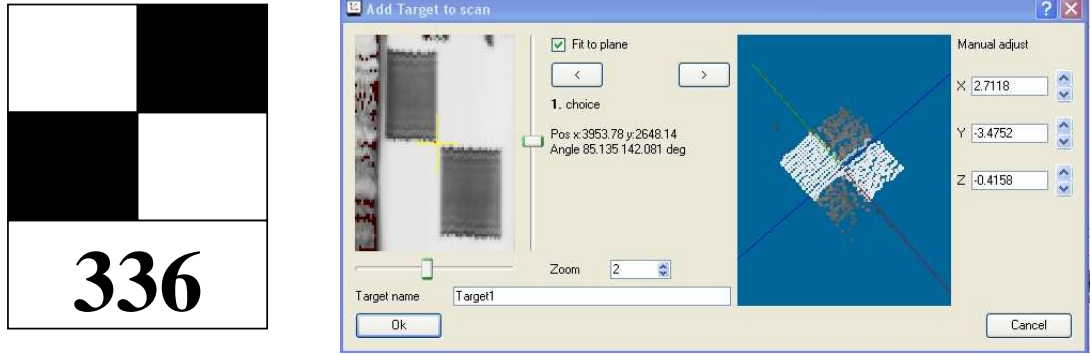 336
Add Target to scan
Fit to plane
<
>
1. choice
Pos x:3953.78 y:2648.14
Angle 85.135 142.081 deg
Zoom 2
Target name Target1
Ok
Manual adjust
X 2.7118
Y -3.4752
Z -0.4158
Cancel